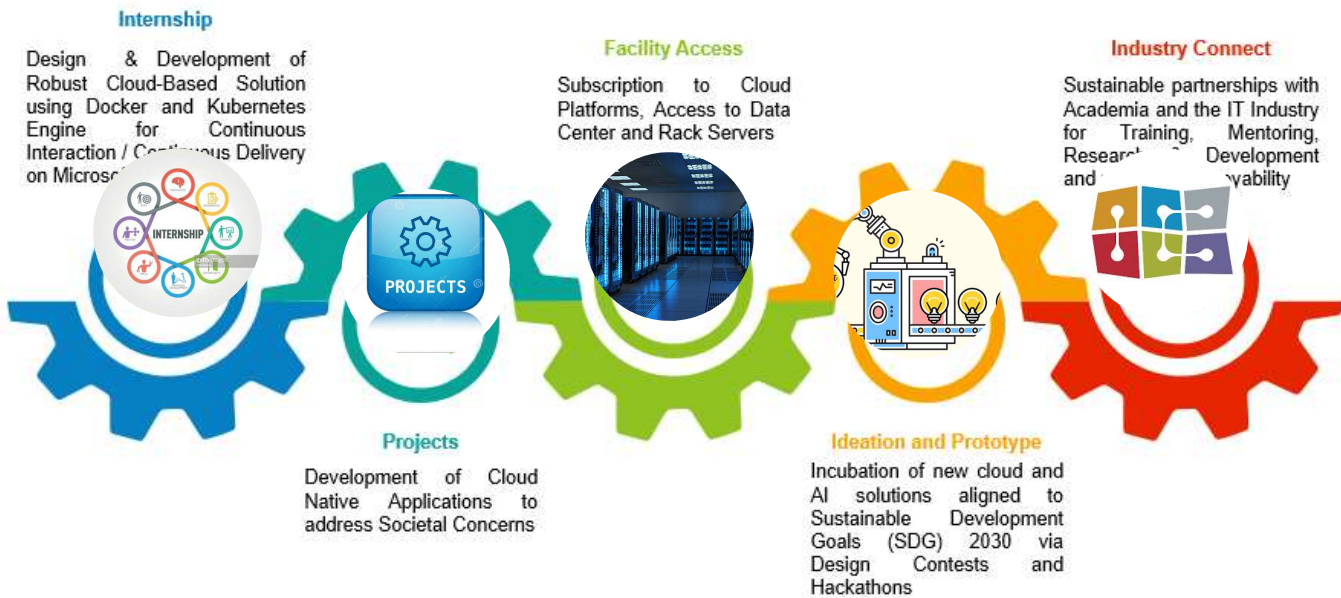 Internship
Design & Development of
Robust Cloud-Based Solution
using Docker and Kubernetes
Engine for Continuous
Interaction / Continuous Delivery
on
INTERNSHIP
Facility Access
Subscription to Cloud
Platforms, Access to Data
Center and Rack Servers
Industry Connect
Sustainable partnerships with
Academia and the IT Industry
for Training, Mentoring,
Research Development
and
PROJECTS
Projects
Development of Cloud
Native Applications to
address Societal Concerns
Ideation and Prototype
Incubation of new cloud and
AI solutions aligned to
Sustainable Development
Goals (SDG) 2030 via
Design Contests and
Hackathons